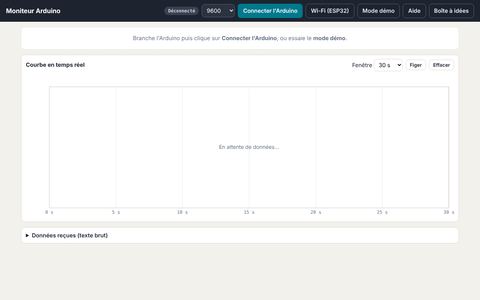 Moniteur Arduino
Déconnecté
9600
Connecter l'Arduino
Wi-Fi (ESP32)
Mode démo
Aide
Boîte à idées
Branche l'Arduino puis clique sur Connecter l'Arduino, ou essaie le mode démo.
Courbe en temps réel
Fenêtre
30 s
Figer
Effacer
En attente de données...
0 s
5 s
10 s
15 s
20 s
25 s
30 s
Données reçues (texte brut)